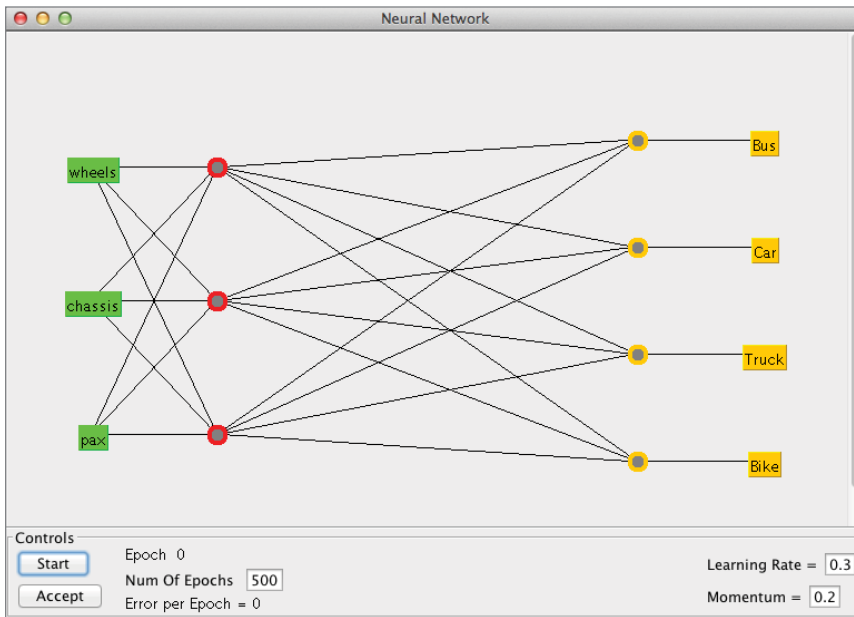 Neural Network
Bus
wheels
Car
chassis
Truck
pax
Bike
Controls
Start
Accept
Epoch 0
Num Of Epochs 500
Error per Epoch = 0
Learning Rate = 0.3
Momentum = 0.2